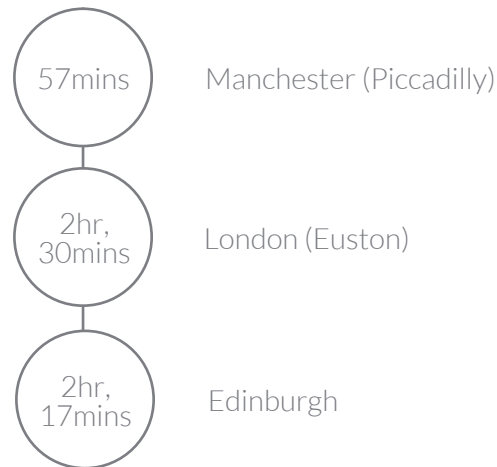 57mins
Manchester (Piccadilly)
2hr,
30mins
London (Euston)
2hr,
17mins
Edinburgh